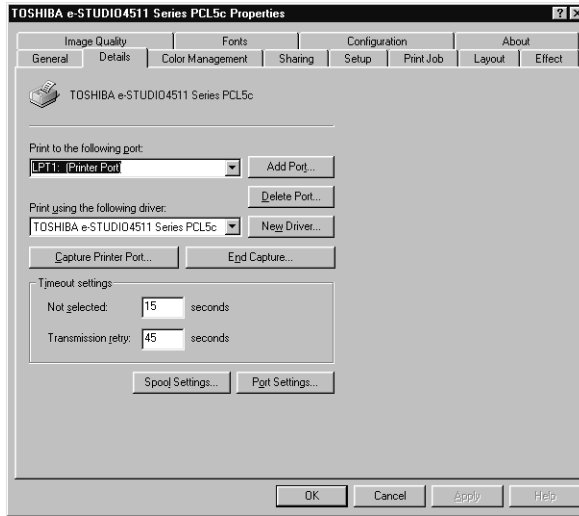 TOSHIBA e-STUDIO4511 Series PCL5c Properties
Image Quality Fonts Configuration About
General Details Color Management Sharing Setup Print Job Layout Effect
TOSHIBA e-STUDIO4511 Series PCL5c
Print to the following port:
LPT1: (Printer Port) Add Port...
Delete Port...
Print using the following driver:
TOSHIBA e-STUDIO4511 Series PCL5c New Driver...
Capture Printer Port... End Capture...
Timeout settings
Not selected: 15 seconds
Transmission retry: 45 seconds
Spool Settings... Port Settings...
OK Cancel Apply Help